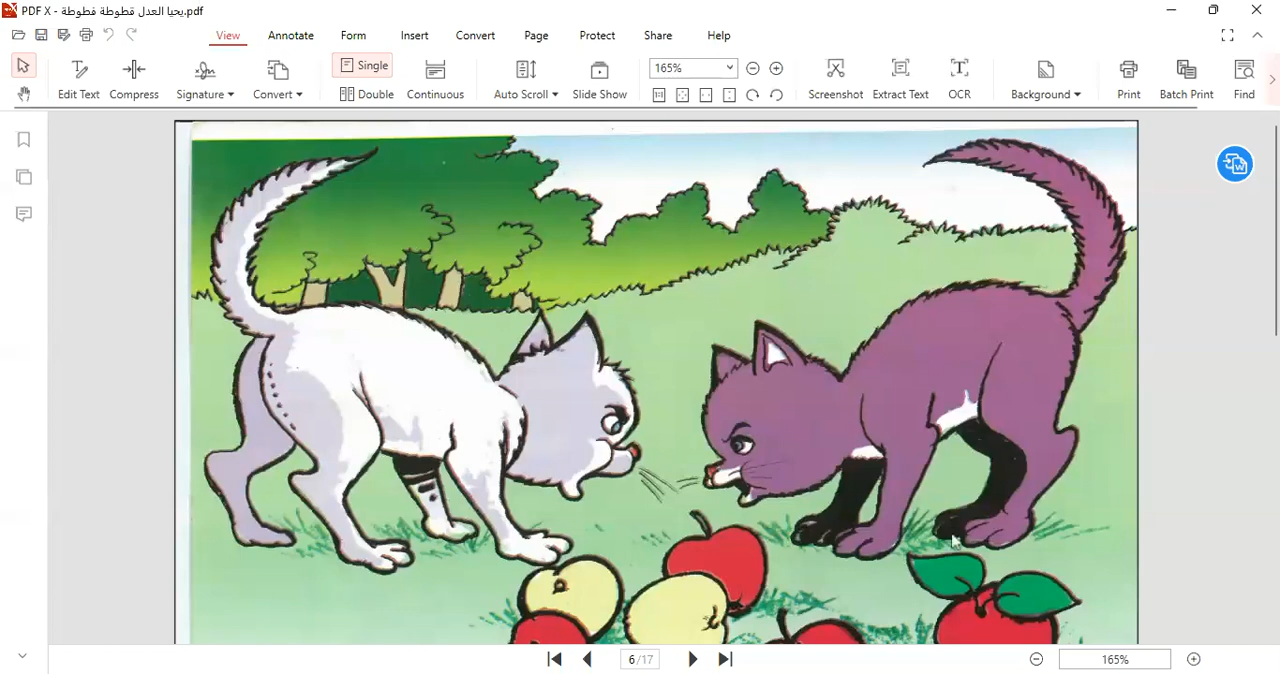 PDF X - يحيا العدل قطوطة فطوطة.pdf
View Annotate Form Insert Convert Page Protect Share Help
Single 165%
Edit Text Compress Signature Convert Double Continuous Auto Scroll Slide Show Screenshot Extract Text OCR Background Print Batch Print Find
6 /17 165%